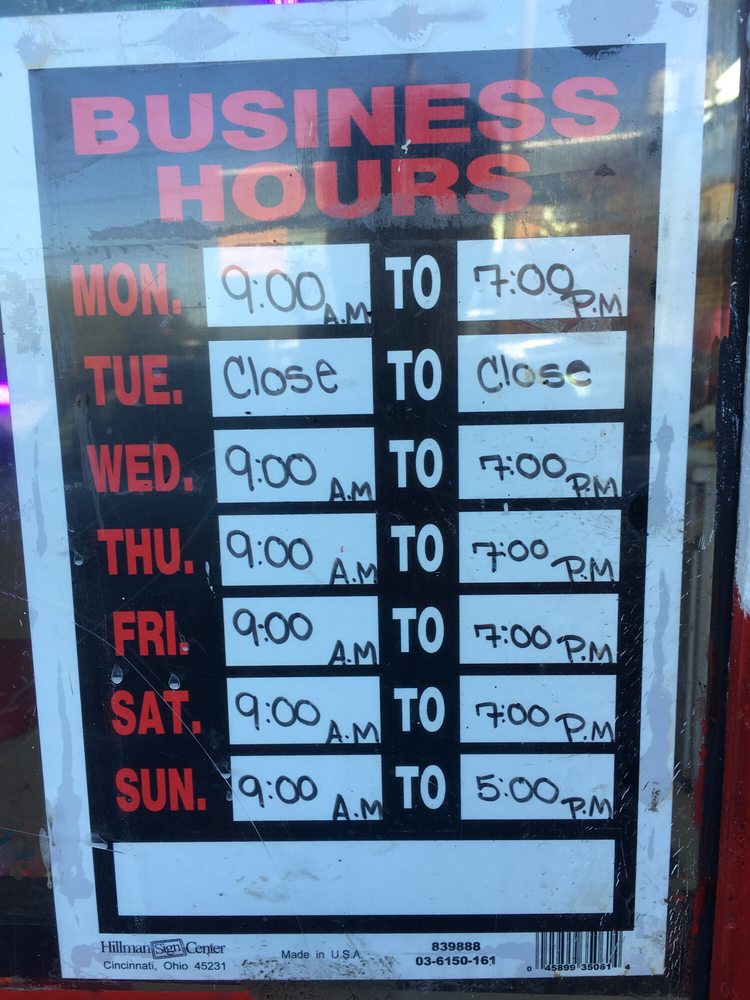 BUSINESS
HOURS
MON. 9:00 A.M TO 7:00 P.M
TUE. Close TO Close
WED. 9:00 A.M TO 7:00 P.M
THU. 9:00 A.M TO 7:00 P.M
FRI. 9:00 A.M TO 7:00 P.M
SAT. 9:00 A.M TO 7:00 P.M
SUN. 9:00 A.M TO 5:00 P.M
Hillman Sign Center Made in U.S.A. 839888
Cincinnati, Ohio 45231 03-6150-161
0 45899 35081 4